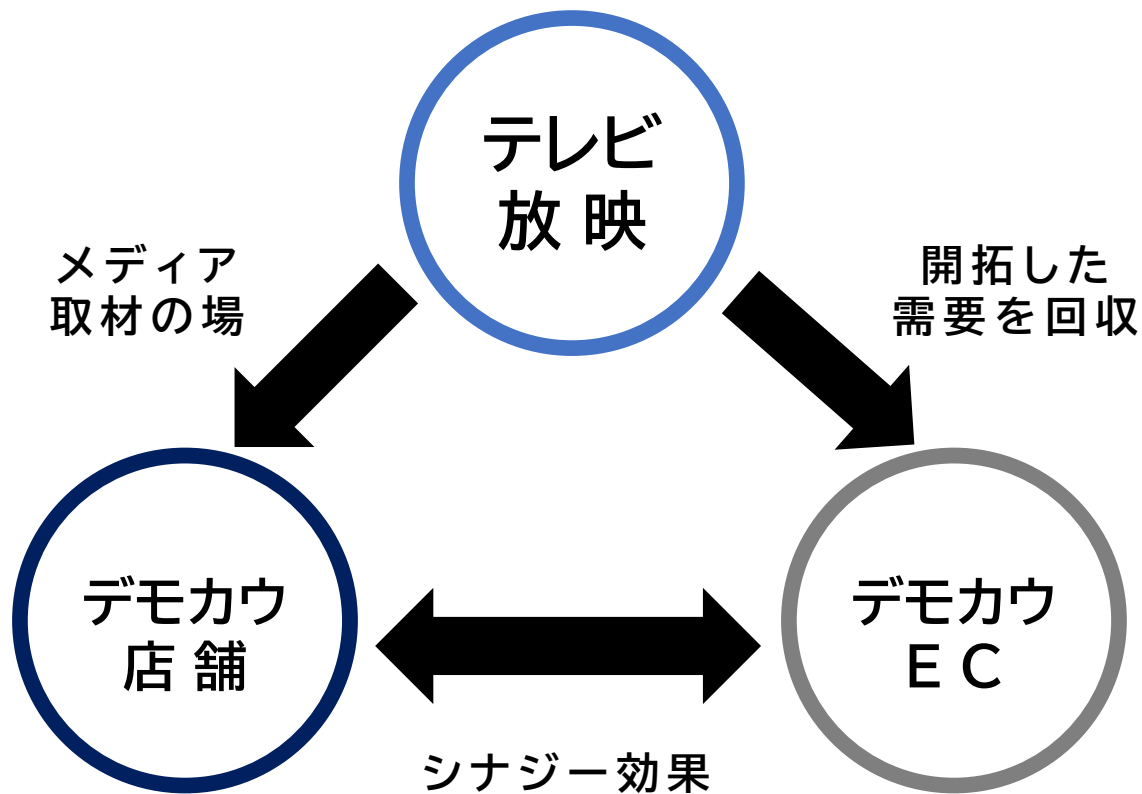 テレビ
放映
メディア
取材の場
開拓した
需要を回収
デモカウ
店舗
デモカウ
ＥＣ
シナジー効果